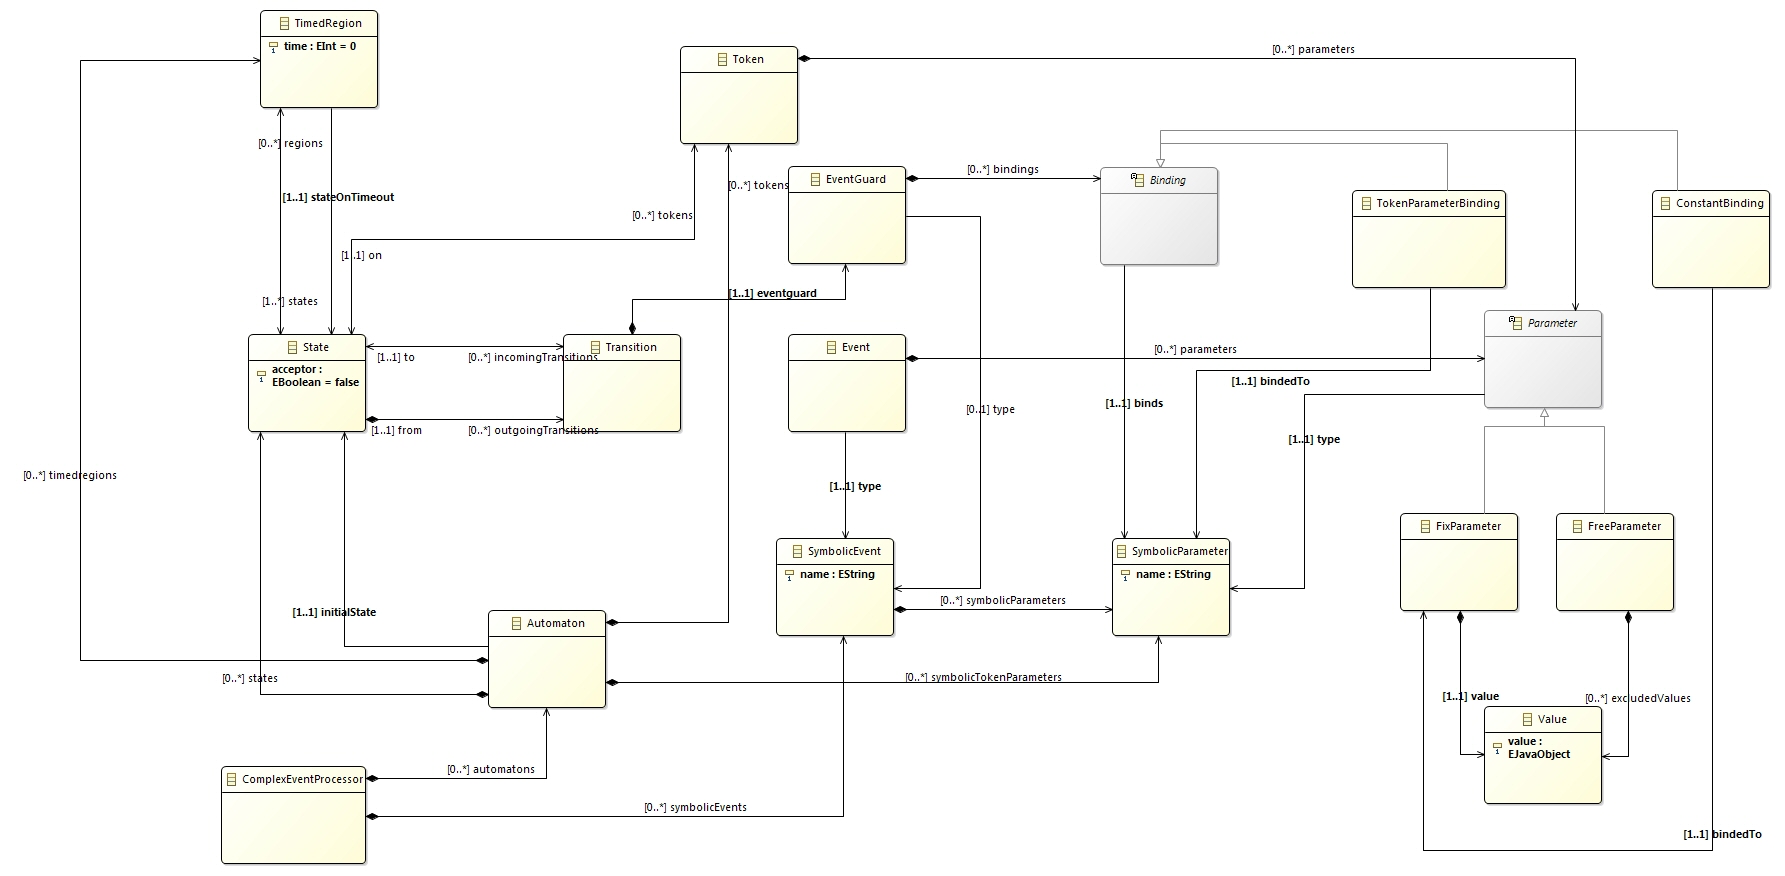 TimedRegion
time : EInt = 0
Token
[0..*] parameters
[0..*] regions
[1..1] stateOnTimeout
[0..*] tokens
[0..*] tokens
[1..1] on
[1..*] states
EventGuard
[0..*] bindings
Binding
TokenParameterBinding
ConstantBinding
[1..1] eventguard
State
acceptor :
EBoolean = false
[1..1] to
[0..*] incomingTransitions
Transition
[1..1] from
[0..*] outgoingTransitions
Event
[0..*] parameters
Parameter
[1..1] bindedTo
[0..1] type
[1..1] binds
[1..1] type
[0..*] timedregions
[1..1] type
SymbolicEvent
name : EString
[0..*] symbolicParameters
SymbolicParameter
name : EString
FixParameter
FreeParameter
[1..1] initialState
Automaton
[0..*] states
[0..*] symbolicTokenParameters
[1..1] value
[0..*] excludedValues
Value
value :
EJavaObject
ComplexEventProcessor
[0..*] automatons
[0..*] symbolicEvents
[1..1] bindedTo